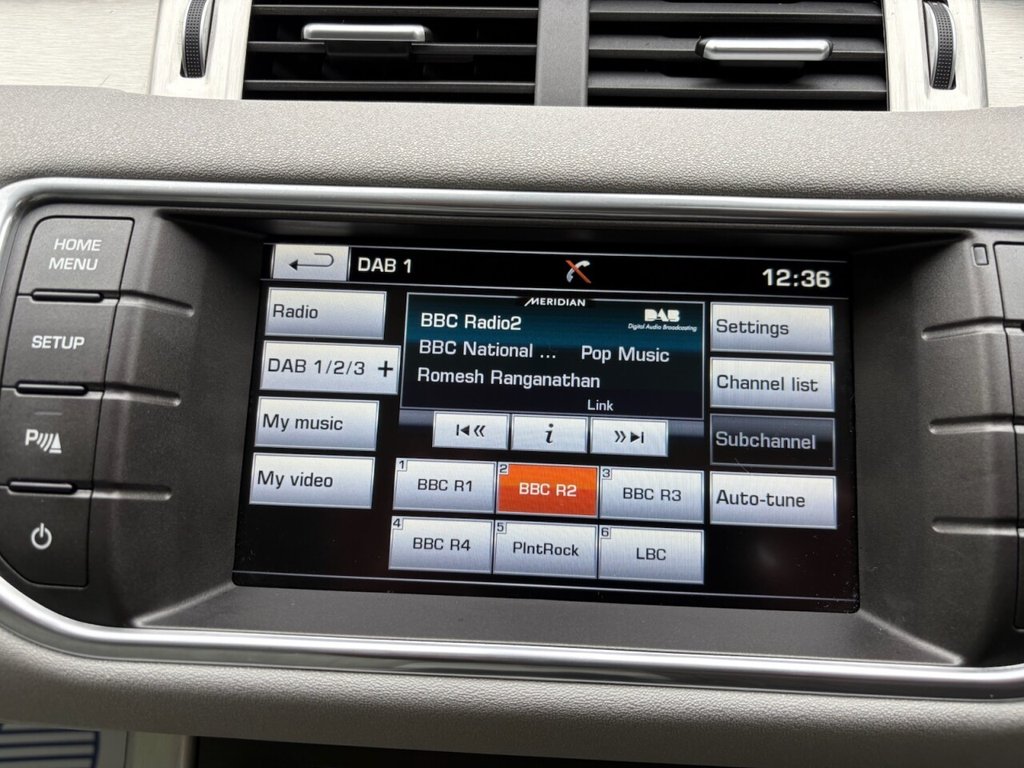 HOME
MENU
SETUP
P
DAB 1
12:36
Radio
DAB 1/2/3 +
My music
My video
MERIDIAN
DAB
Digital Audio Broadcasting
BBC Radio2
BBC National ...
Pop Music
Romesh Ranganathan
Link
i
Settings
Channel list
Subchannel
Auto-tune
1
BBC R1
2
BBC R2
3
BBC R3
4
BBC R4
5
PlntRock
6
LBC